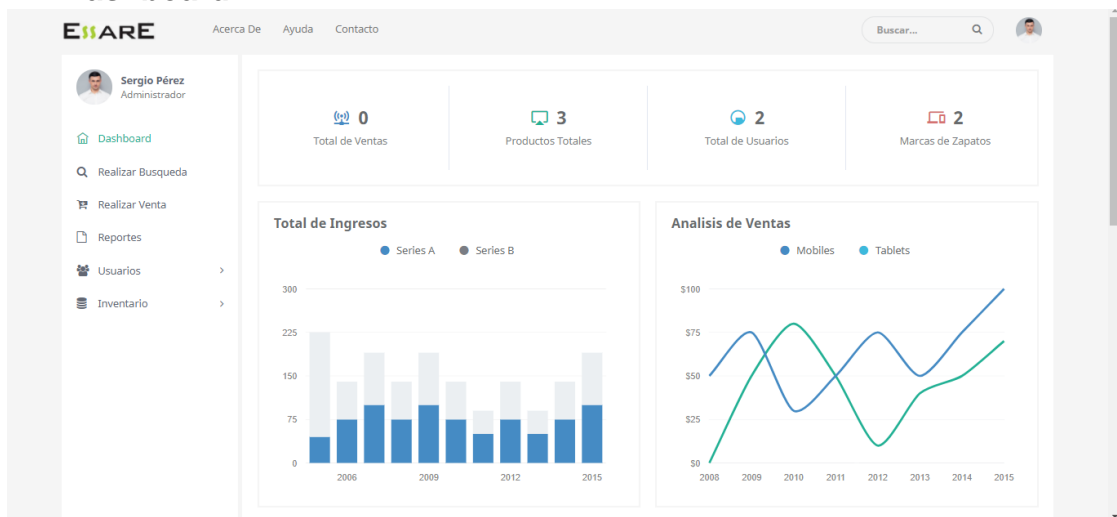 EssARE
Acerca De Ayuda Contacto
Buscar...
Sergio Pérez
Administrador
Dashboard
Realizar Busqueda
Realizar Venta
Reportes
Usuarios
Inventario
0
Total de Ventas
3
Productos Totales
2
Total de Usuarios
2
Marcas de Zapatos
Total de Ingresos
Series A Series B
300
225
150
75
0
2006 2009 2012 2015
Analisis de Ventas
Mobiles Tablets
$100
$75
$50
$25
$0
2008 2009 2010 2011 2012 2013 2014 2015